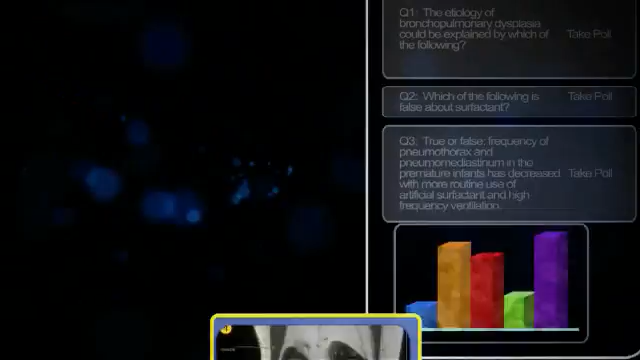 Q1: The etiology of
bronchopulmonary dysplasia
could be explained by which of
the following?
Take Poll
Q2: Which of the following is
false about surfactant?
Take Poll
Q3: True or false: frequency of
pneumothorax and
pneumomediastinum in the
premature infants has decreased
with more routine use of
artificial surfactant and high
frequency ventilation.
Take Poll